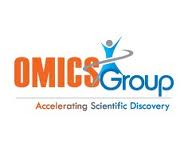 OMICS Group
Accelerating Scientific Discovery